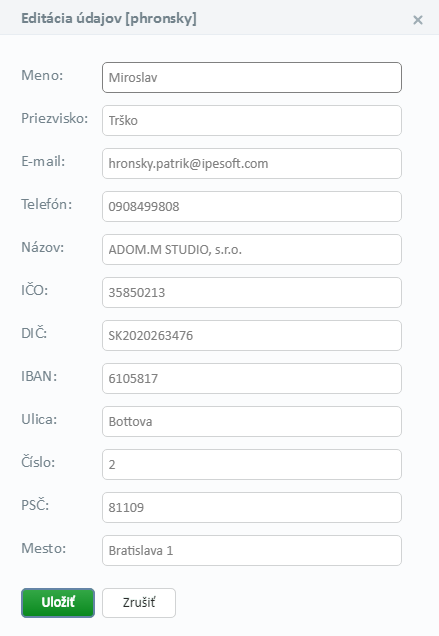 Editácia údajov [phronsky]
Meno: Miroslav
Priezvisko: Trško
E-mail: hronsky.patrik@ipesoft.com
Telefón: 0908499808
Názov: ADOM.M STUDIO, s.r.o.
IČO: 35850213
DIČ: SK2020263476
IBAN: 6105817
Ulica: Bottova
Číslo: 2
PSČ: 81109
Mesto: Bratislava 1
Uložiť Zrušiť